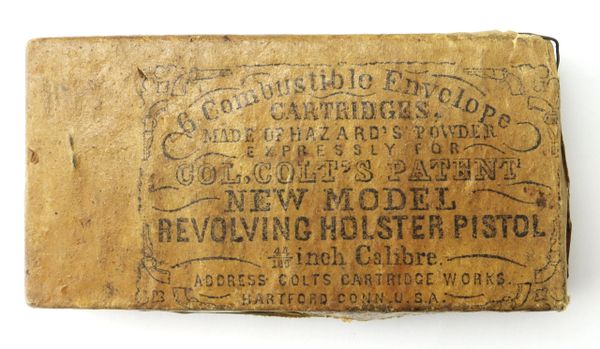 6 Combustible Envelope
CARTRIDGES.
MADE OF HAZARD'S POWDER
EXPRESSLY FOR
COL. COLT'S PATENT
NEW MODEL
REVOLVING HOLSTER PISTOL
44/100 inch Calibre.
ADDRESS COLTS CARTRIDGE WORKS.
HARTFORD CONN. U.S.A.